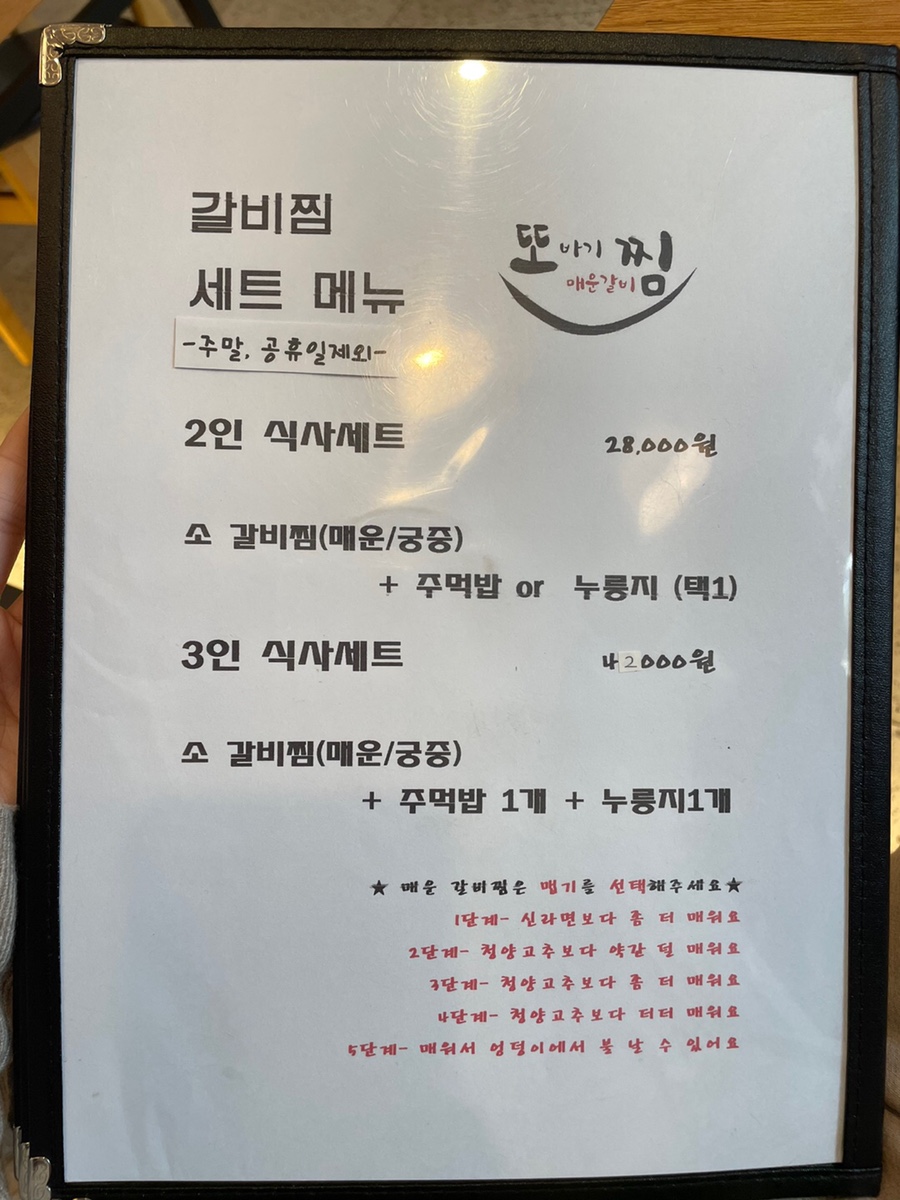 갈비찜
세트 메뉴
또바기 찜
매운갈비
-주말, 공휴일제외-
2인 식사세트 28,000원
소 갈비찜(매운/궁중)
+ 주먹밥 or 누룽지 (택1)
3인 식사세트 42000원
소 갈비찜(매운/궁중)
+ 주먹밥 1개 + 누룽지1개
★ 매운 갈비찜은 맵기를 선택해주세요★
1단계- 신라면보다 좀 더 매워요
2단계- 청양고추보다 약간 덜 매워요
3단계- 청양고추보다 좀 더 매워요
4단계- 청양고추보다 더더 매워요
5단계- 매워서 엉덩이에서 불 날 수 있어요